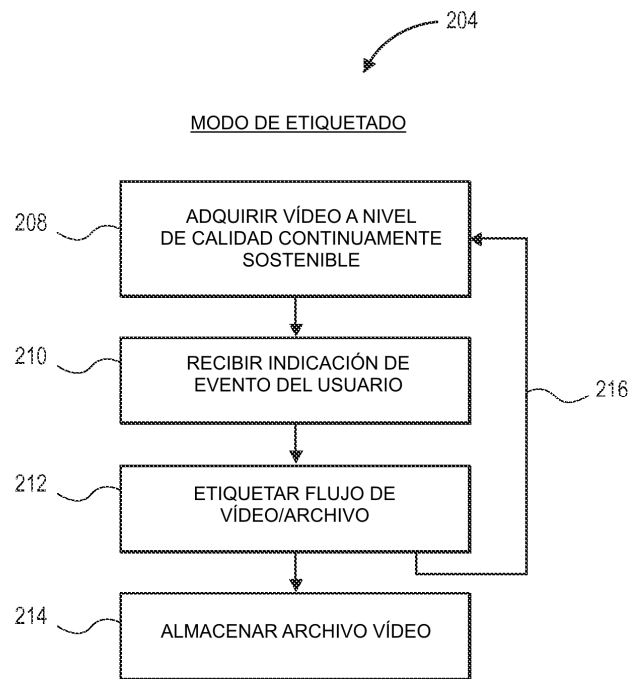 204
MODO DE ETIQUETADO
208
ADQUIRIR VÍDEO A NIVEL
DE CALIDAD CONTINUAMENTE
SOSTENIBLE
210
RECIBIR INDICACIÓN DE
EVENTO DEL USUARIO
216
212
ETIQUETAR FLUJO DE
VÍDEO/ARCHIVO
214
ALMACENAR ARCHIVO VÍDEO